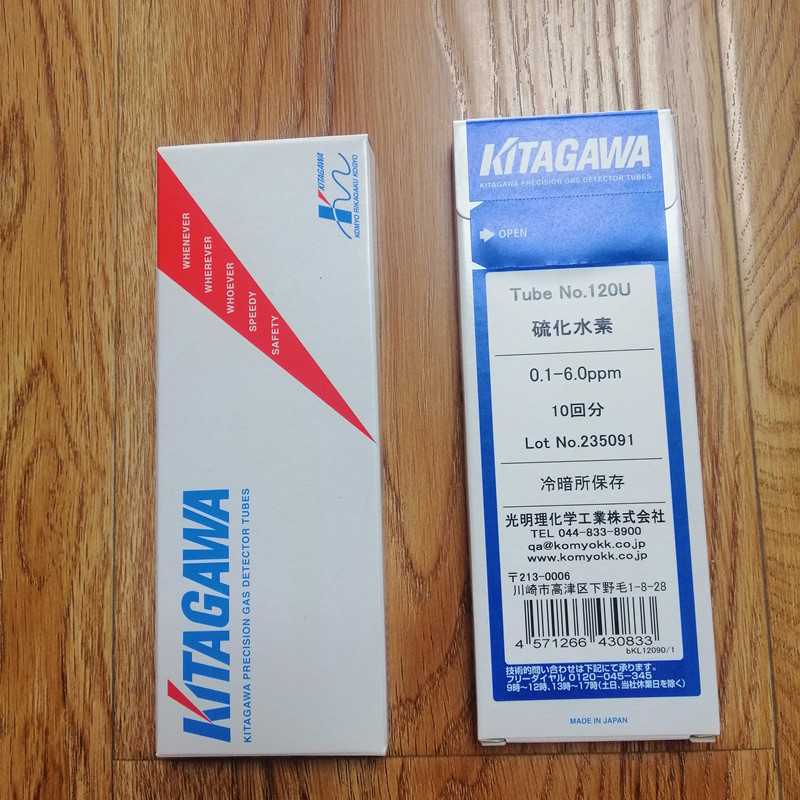 WHENEVER
WHEREVER
WHOEVER
SPEEDY
SAFETY
KITAGAWA
KOMYO RIKAGAKU KOGYO
KITAGAWA
KITAGAWA PRECISION GAS DETECTOR TUBES
KITAGAWA
KITAGAWA PRECISION GAS DETECTOR TUBES
OPEN
Tube No.120U
硫化水素
0.1-6.0ppm
10回分
Lot No.235091
冷暗所保存
光明理化学工業株式会社
TEL 044-833-8900
qa@komyokk.co.jp
www.komyokk.co.jp
〒213-0006
川崎市高津区下野毛1-8-28
4 571266 430833
bKL12090/1
技術的問い合わせは下記にて承ります。
フリーダイヤル 0120-045-345
9時〜12時、13時〜17時(土日、当社休業日を除く)
MADE IN JAPAN